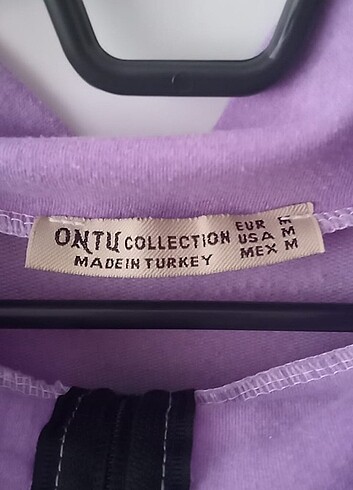 ONTU COLLECTION
MADE IN TURKEY
EUR M
USA M
MEX M